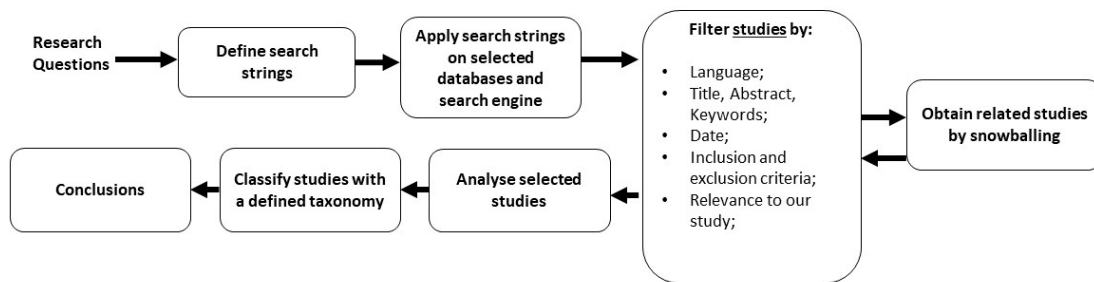 Research
Questions
Define search
strings
Apply search strings
on selected
databases and
search engine
Filter studies by:
• Language;
• Title, Abstract,
Keywords;
• Date;
• Inclusion and
exclusion criteria;
• Relevance to our
study;
Obtain related studies
by snowballing
Analyse selected
studies
Classify studies with
a defined taxonomy
Conclusions